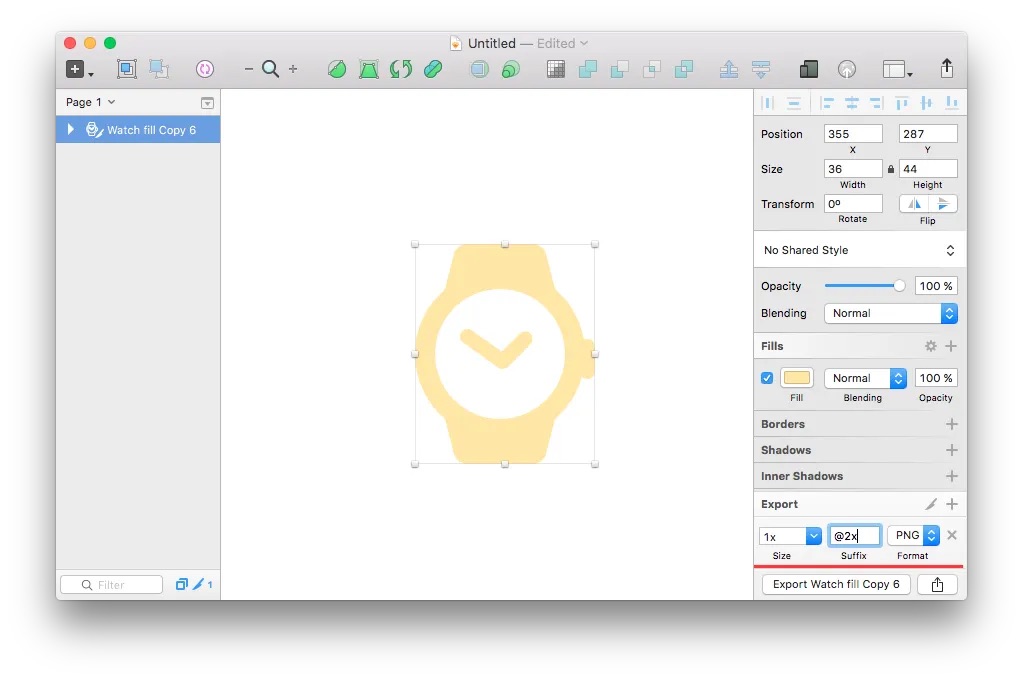 Untitled — Edited
Page 1
Watch fill Copy 6
Filter
1
Position 355 287
X Y
Size 36 44
Width Height
Transform 0º
Rotate Flip
No Shared Style
Opacity 100 %
Blending Normal
Fills
Normal 100 %
Fill Blending Opacity
Borders
Shadows
Inner Shadows
Export
1x @2x PNG
Size Suffix Format
Export Watch fill Copy 6